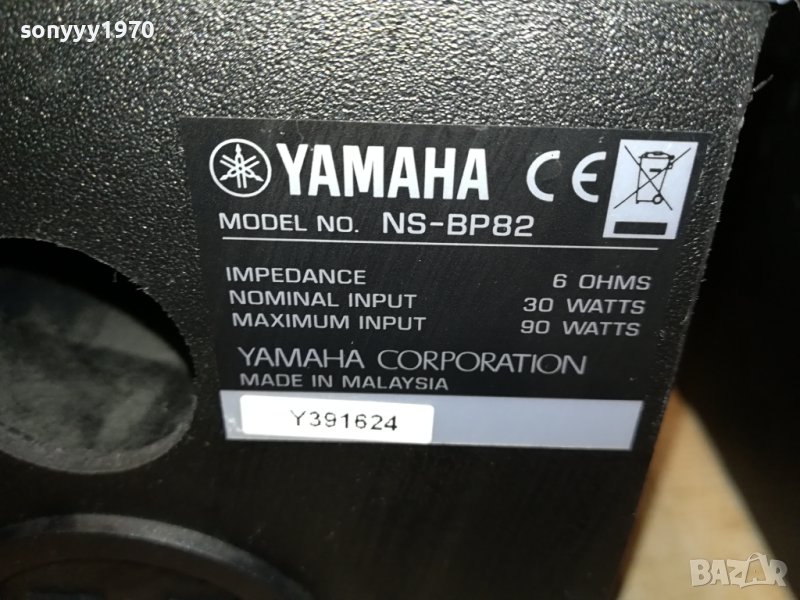 sonyyy1970
YAMAHA CE
MODEL NO. NS-BP82
IMPEDANCE 6 OHMS
NOMINAL INPUT 30 WATTS
MAXIMUM INPUT 90 WATTS
YAMAHA CORPORATION
MADE IN MALAYSIA
Y391624
BAZAR